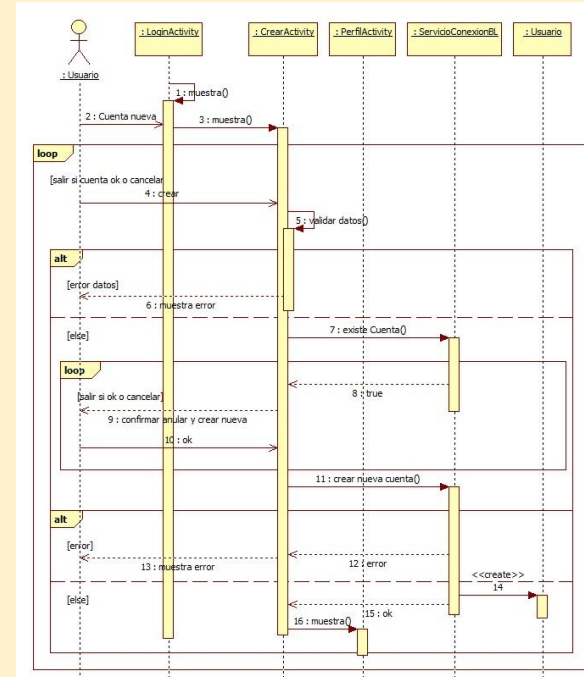 : LoginActivity
: CrearActivity
: PerfilActivity
: ServicioConexionBL
: Usuario
: Usuario
1 : muestra()
2 : Cuenta nueva
3 : muestra()
loop
[salir si cuenta ok o cancelar
4 : crear
5 : validar datos()
alt
[error datos]
6 : muestra error
[else]
7 : existe Cuenta()
loop
[salir si ok o cancelar]
8 : true
9 : confirmar anular y crear nueva
10 : ok
11 : crear nueva cuenta()
alt
[error]
12 : error
13 : muestra error
<<create>>
14
[else]
15 : ok
16 : muestra()